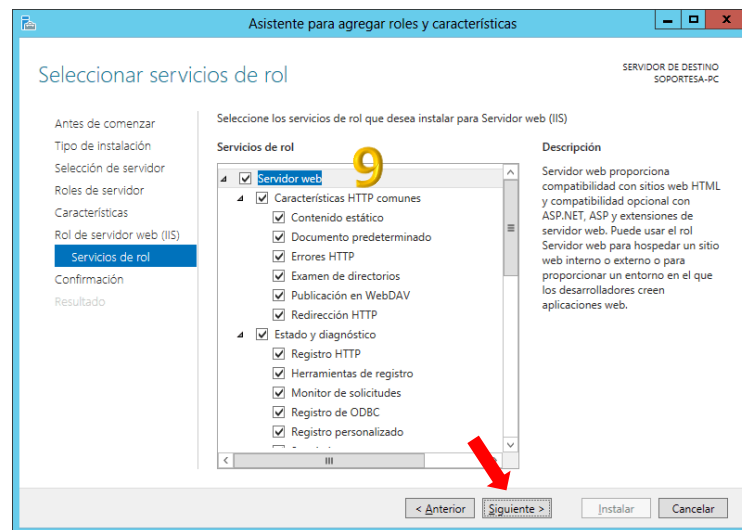 Asistente para agregar roles y características
Seleccionar servicios de rol
SERVIDOR DE DESTINO
SOPORTESA-PC
Antes de comenzar
Tipo de instalación
Selección de servidor
Roles de servidor
Características
Rol de servidor web (IIS)
Servicios de rol
Confirmación
Resultado
Seleccione los servicios de rol que desea instalar para Servidor web (IIS)
Servicios de rol
9
Servidor web
Características HTTP comunes
Contenido estático
Documento predeterminado
Errores HTTP
Examen de directorios
Publicación en WebDAV
Redirección HTTP
Estado y diagnóstico
Registro HTTP
Herramientas de registro
Monitor de solicitudes
Registro de ODBC
Registro personalizado
Descripción
Servidor web proporciona
compatibilidad con sitios web HTML
y compatibilidad opcional con
ASP.NET, ASP y extensiones de
servidor web. Puede usar el rol
Servidor web para hospedar un sitio
web interno o externo o para
proporcionar un entorno en el que
los desarrolladores creen
aplicaciones web.
< Anterior
Siguiente >
Instalar
Cancelar